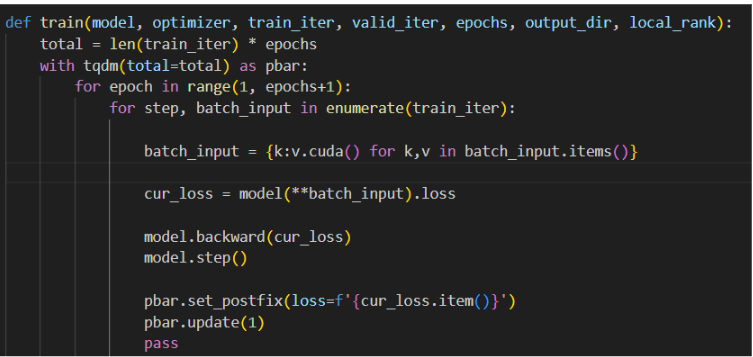 def train(model, optimizer, train_iter, valid_iter, epochs, output_dir, local_rank):
    total = len(train_iter) * epochs
    with tqdm(total=total) as pbar:
        for epoch in range(1, epochs+1):
            for step, batch_input in enumerate(train_iter):
                batch_input = {k:v.cuda() for k,v in batch_input.items()}
                cur_loss = model(**batch_input).loss
                model.backward(cur_loss)
                model.step()
                pbar.set_postfix(loss=f'{cur_loss.item()}')
                pbar.update(1)
                pass